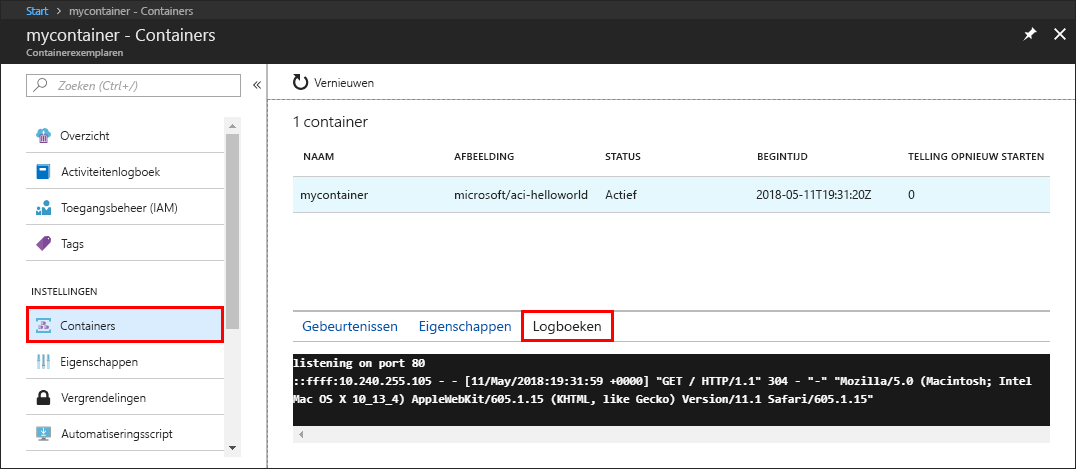 Start > mycontainer - Containers
mycontainer - Containers
Containerexemplaren
Zoeken (Ctrl+/)
«
Overzicht
Activiteitenlogboek
Toegangsbeheer (IAM)
Tags
INSTELLINGEN
Containers
Eigenschappen
Vergrendelingen
Automatiseringsscript
Vernieuwen
1 container
NAAM AFBEELDING STATUS BEGINTIJD TELLING OPNIEUW STARTEN
mycontainer microsoft/aci-helloworld Actief 2018-05-11T19:31:20Z 0
Gebeurtenissen Eigenschappen Logboeken
listening on port 80
::ffff:10.240.255.105 - - [11/May/2018:19:31:59 +0000] "GET / HTTP/1.1" 304 - "-" "Mozilla/5.0 (Macintosh; Intel
Mac OS X 10_13_4) AppleWebKit/605.1.15 (KHTML, like Gecko) Version/11.1 Safari/605.1.15"